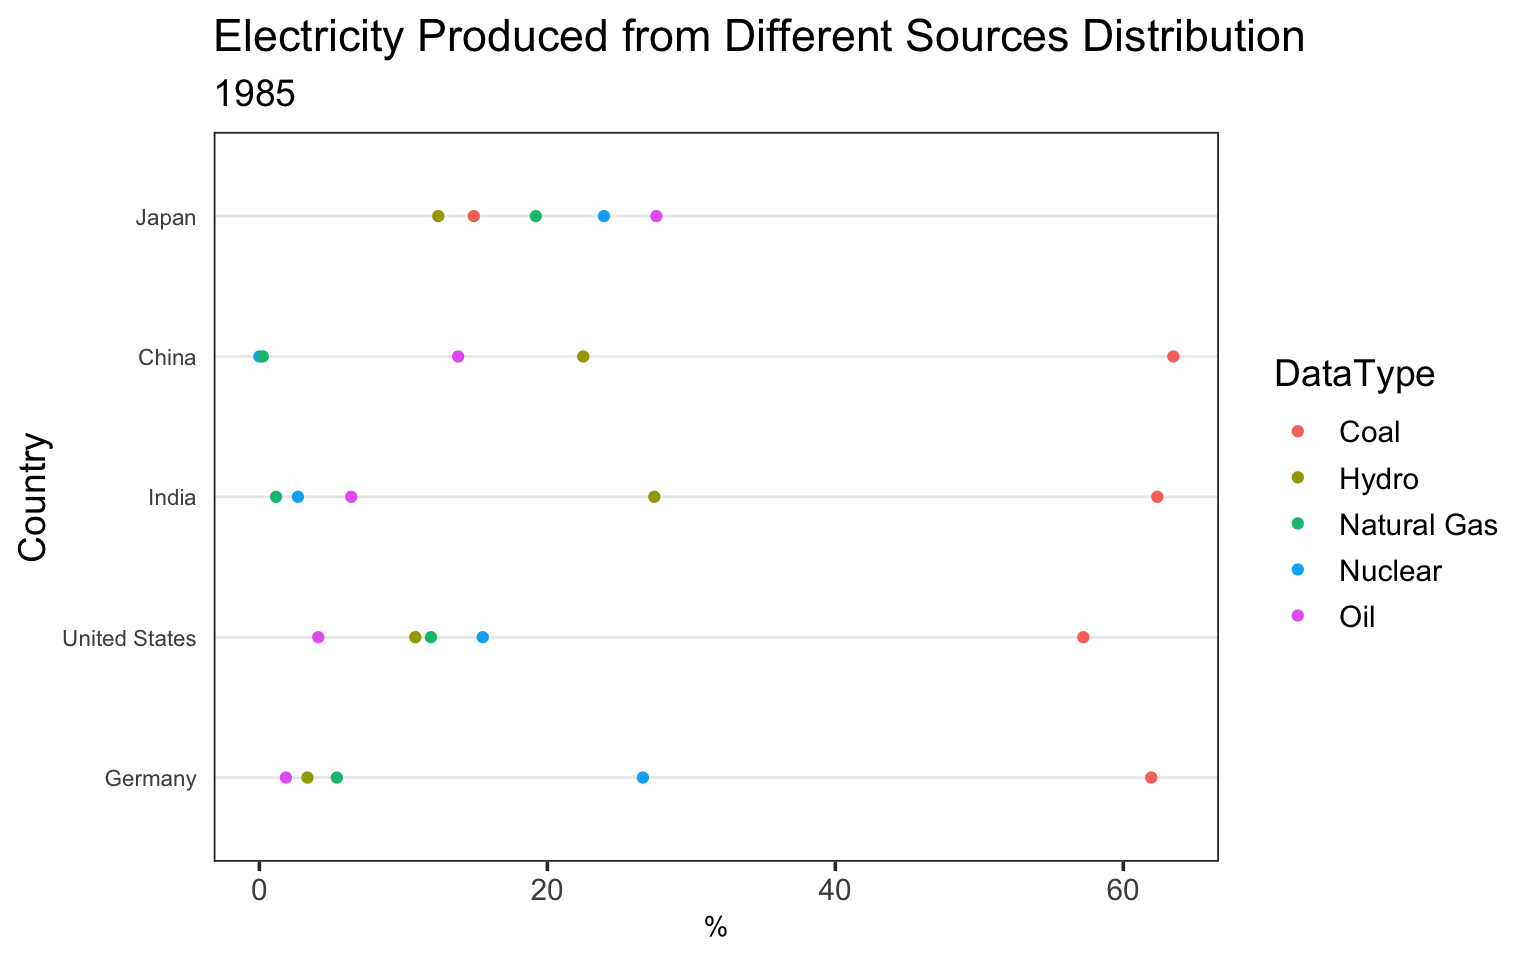 Electricity Produced from Different Sources Distribution
1985
Country
Japan
China
India
United States
Germany
0 20 40 60
%
DataType
Coal
Hydro
Natural Gas
Nuclear
Oil